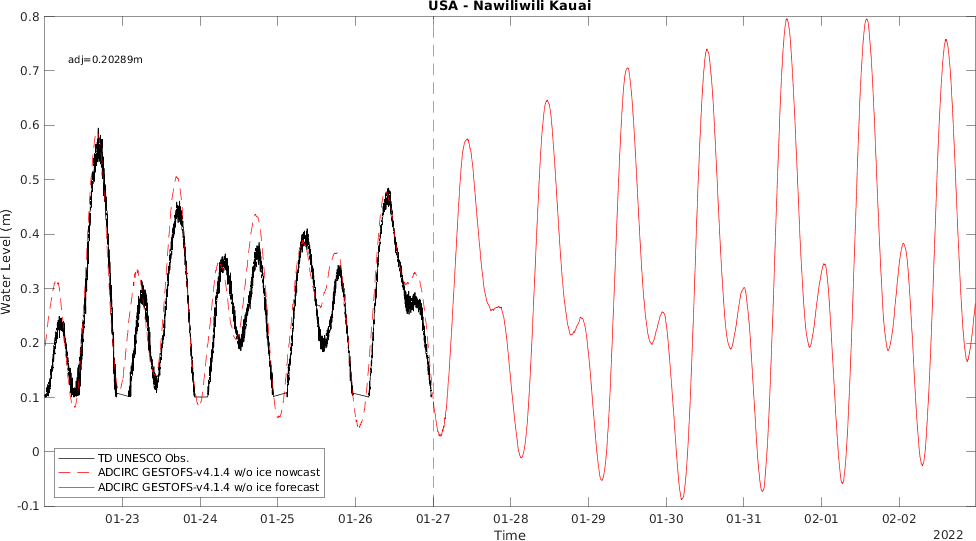 USA - Nawiliwili Kauai
adj=0.20289m
0.8
0.7
0.6
0.5
0.4
0.3
0.2
0.1
0
-0.1
Water Level (m)
TD UNESCO Obs.
ADCIRC GESTOFS-v4.1.4 w/o ice nowcast
ADCIRC GESTOFS-v4.1.4 w/o ice forecast
01-23 01-24 01-25 01-26 01-27 01-28 01-29 01-30 01-31 02-01 02-02
Time
2022